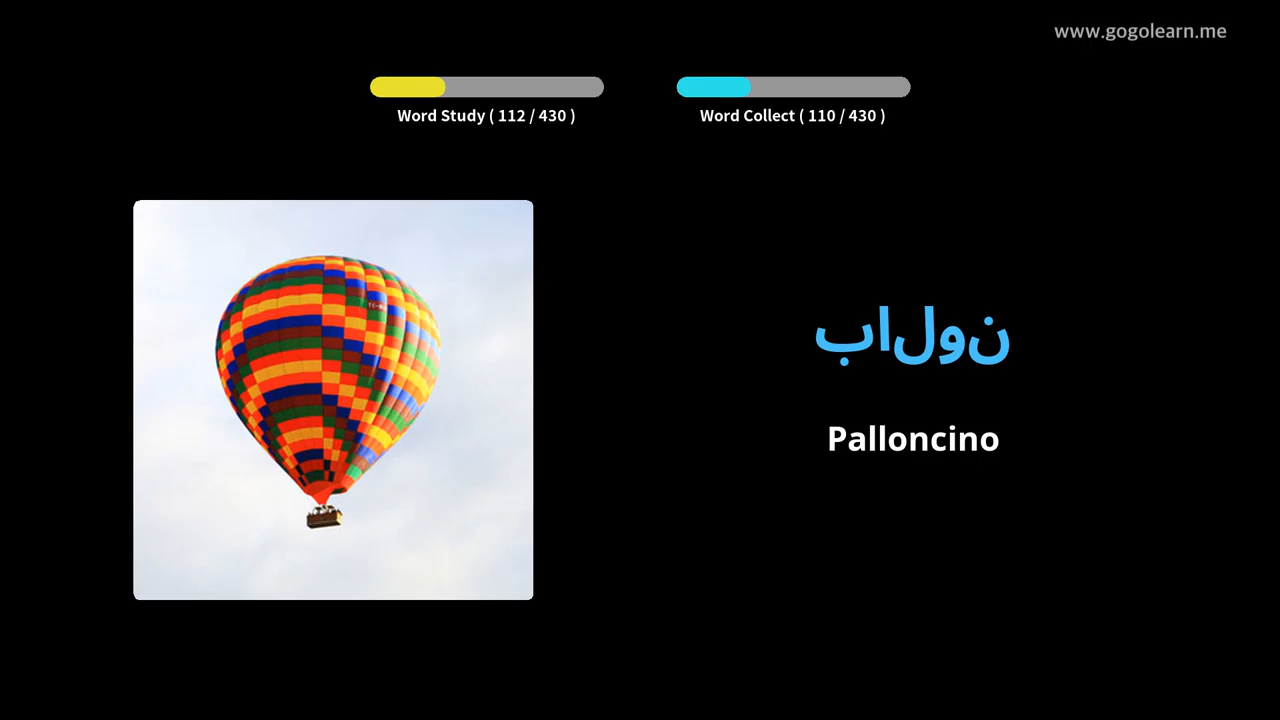 www.gogolearn.me
Word Study ( 112 / 430 )
Word Collect ( 110 / 430 )
بالون
Palloncino